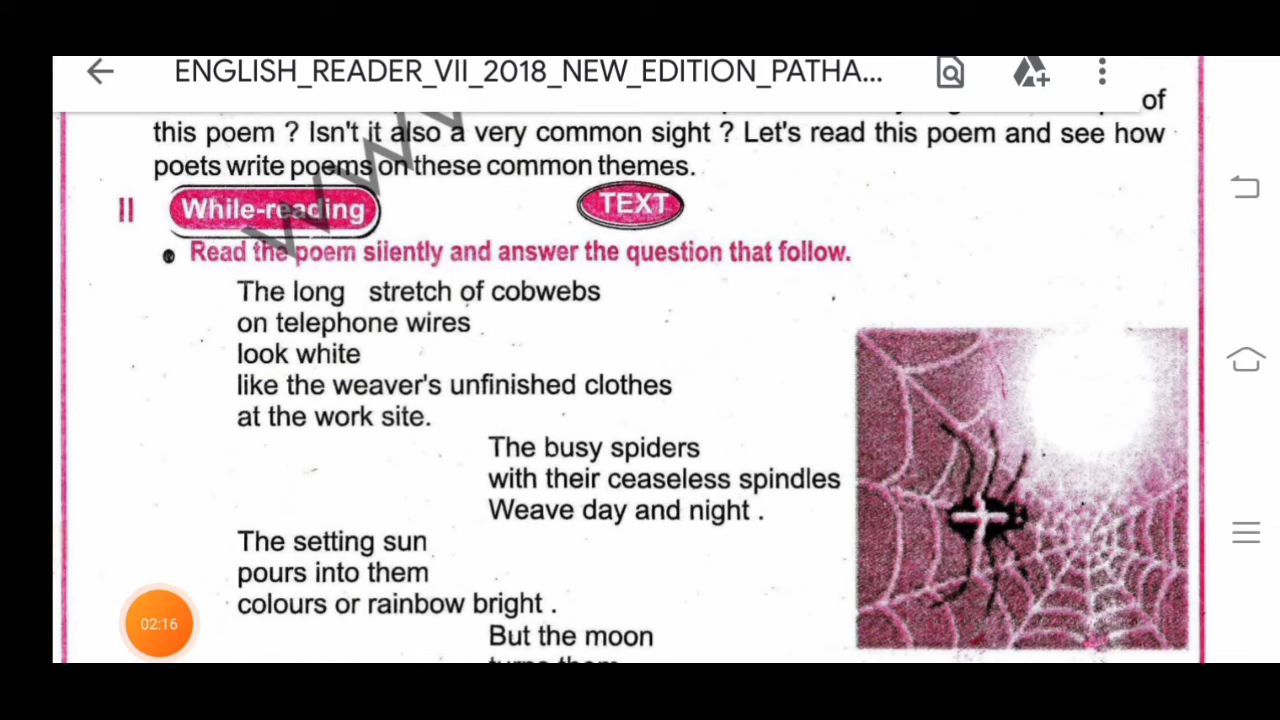 ENGLISH_READER_VII_2018_NEW_EDITION_PATHA...
of
this poem ? Isn't it also a very common sight ? Let's read this poem and see how
poets write poems on these common themes.
II While-reading TEXT
• Read the poem silently and answer the question that follow.
The long stretch of cobwebs
on telephone wires
look white
like the weaver's unfinished clothes
at the work site.
The busy spiders
with their ceaseless spindles
Weave day and night .
The setting sun
pours into them
colours or rainbow bright .
But the moon
turns them
02:16